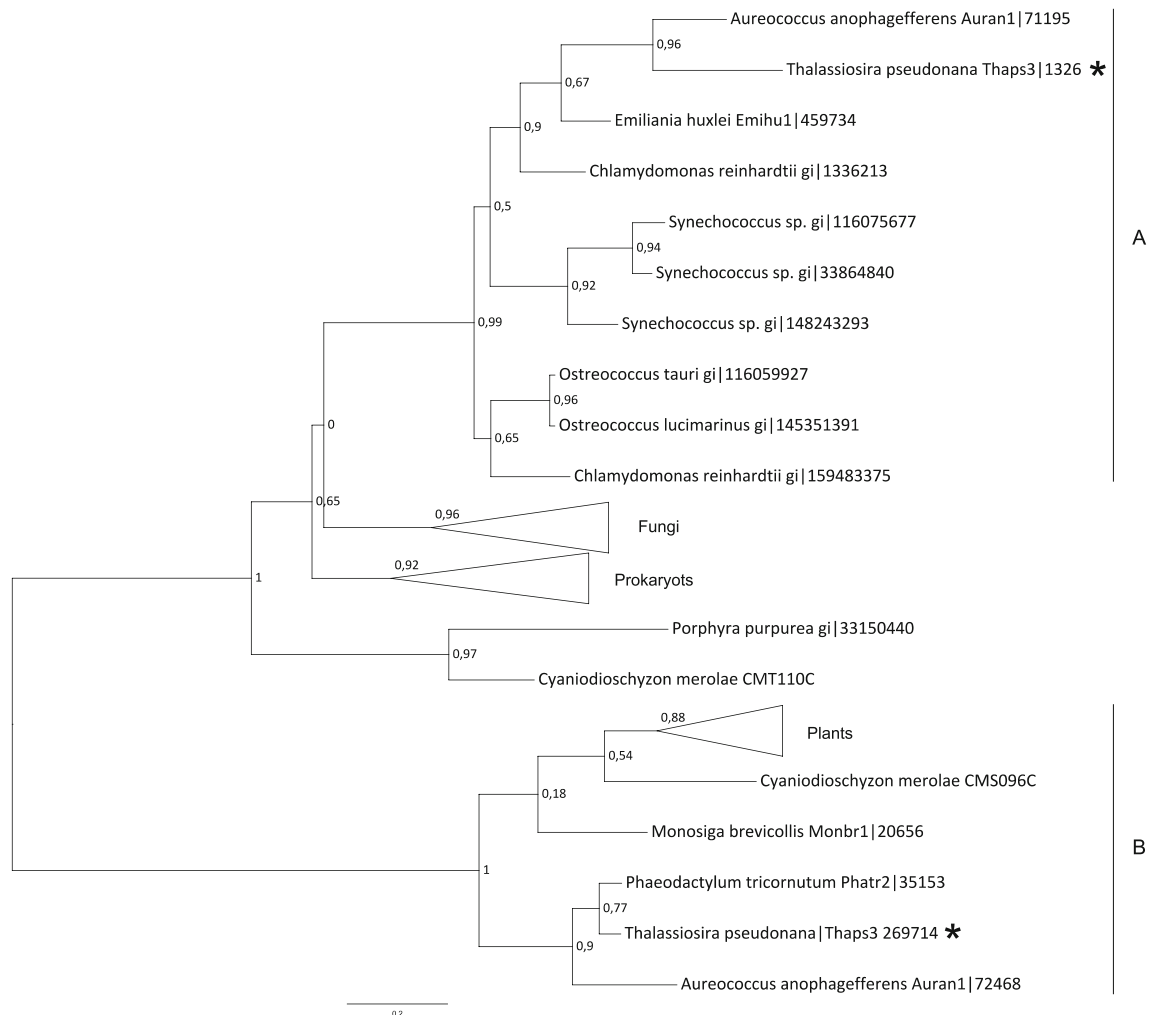 Aureococcus anophagefferens Auran1|71195
0,96
Thalassiosira pseudonana Thaps3|1326 *
0,67
Emiliania huxlei Emihu1|459734
0,9
Chlamydomonas reinhardtii gi|1336213
0,5
Synechococcus sp. gi|116075677
A
0,94
Synechococcus sp. gi|33864840
0,92
Synechococcus sp. gi|148243293
0,99
Ostreococcus tauri gi|116059927
0,96
Ostreococcus lucimarinus gi|145351391
0
0,65
Chlamydomonas reinhardtii gi|159483375
0,65
0,96
Fungi
0,92
1
Prokaryots
Porphyra purpurea gi|33150440
0,97
Cyaniodioschyzon merolae CMT110C
0,88
Plants
0,54
Cyaniodioschyzon merolae CMS096C
0,18
Monosiga brevicollis Monbr1|20656
B
1
Phaeodactylum tricornutum Phatr2|35153
0,77
Thalassiosira pseudonana|Thaps3 269714 *
0,9
Aureococcus anophagefferens Auran1|72468
0.2